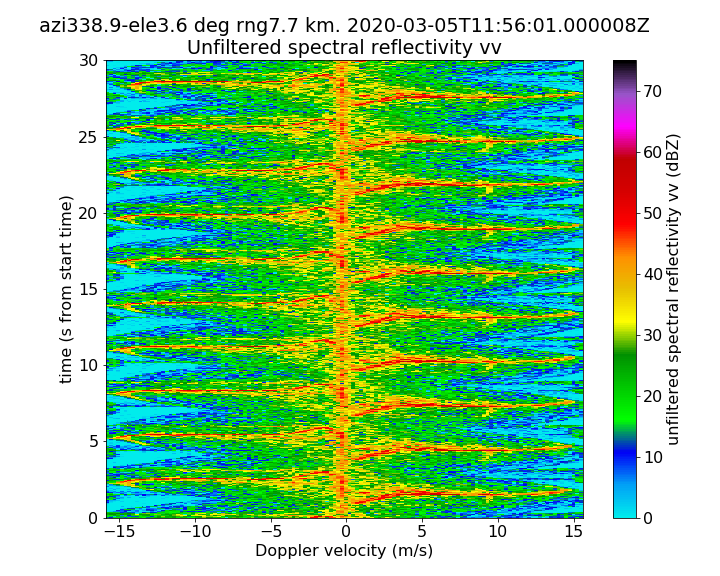 azi338.9-ele3.6 deg rng7.7 km. 2020-03-05T11:56:01.000008Z
Unfiltered spectral reflectivity vv
30
25
20
15
10
5
0
time (s from start time)
−15 −10 −5 0 5 10 15
Doppler velocity (m/s)
70
60
50
40
30
20
10
0
unfiltered spectral reflectivity vv (dBZ)